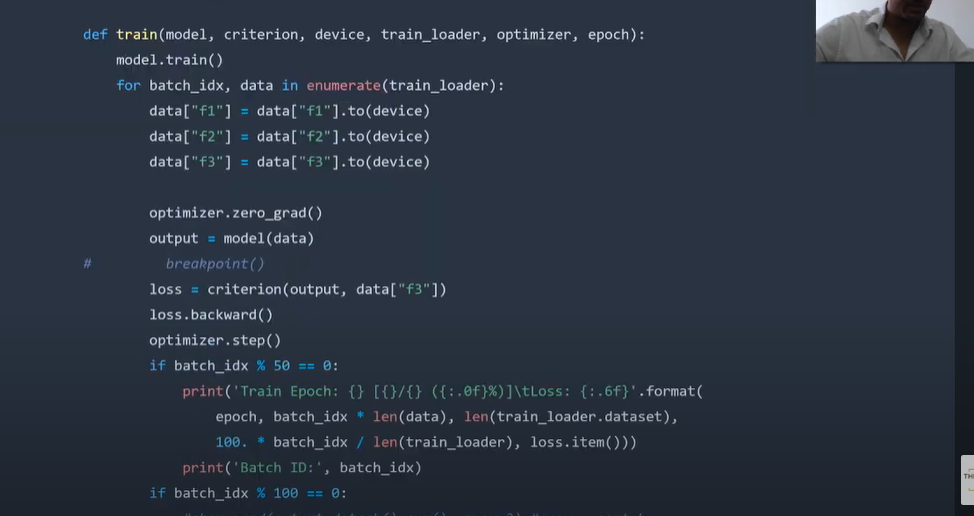 def train(model, criterion, device, train_loader, optimizer, epoch):
model.train()
for batch_idx, data in enumerate(train_loader):
data["f1"] = data["f1"].to(device)
data["f2"] = data["f2"].to(device)
data["f3"] = data["f3"].to(device)
optimizer.zero_grad()
output = model(data)
# breakpoint()
loss = criterion(output, data["f3"])
loss.backward()
optimizer.step()
if batch_idx % 50 == 0:
print('Train Epoch: {} [{}/{} ({:.0f}%)]\tLoss: {:.6f}'.format(
epoch, batch_idx * len(data), len(train_loader.dataset),
100. * batch_idx / len(train_loader), loss.item()))
print('Batch ID:', batch_idx)
if batch_idx % 100 == 0: